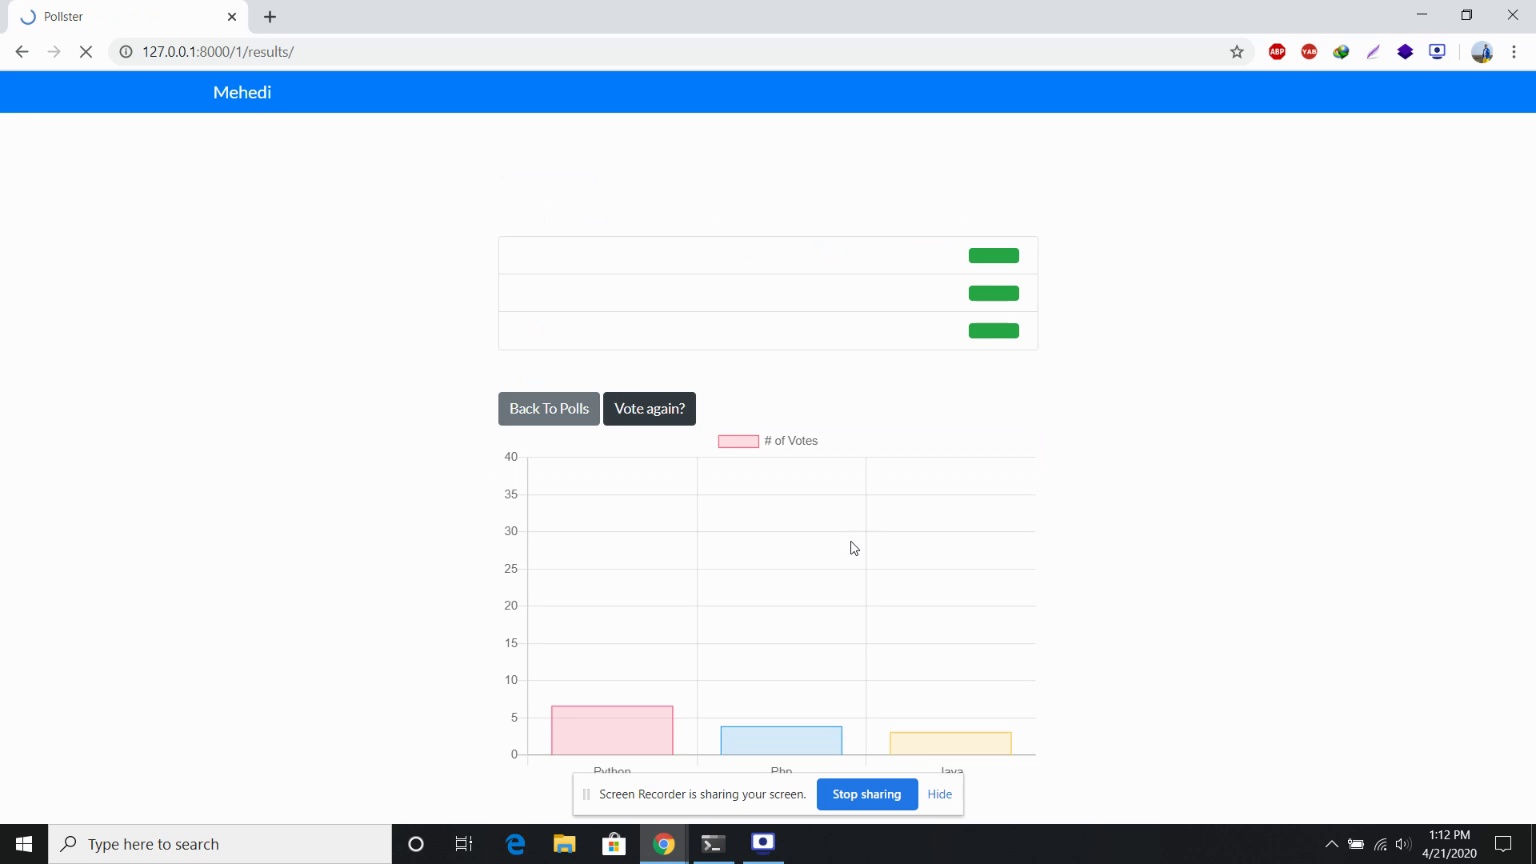 Pollster
127.0.0.1:8000/1/results/
ABP
YAB
Mehedi
Back To Polls
Vote again?
# of Votes
40
35
30
25
20
15
10
5
0
Python
Php
Java
Screen Recorder is sharing your screen.
Stop sharing
Hide
Type here to search
1:12 PM
4/21/2020